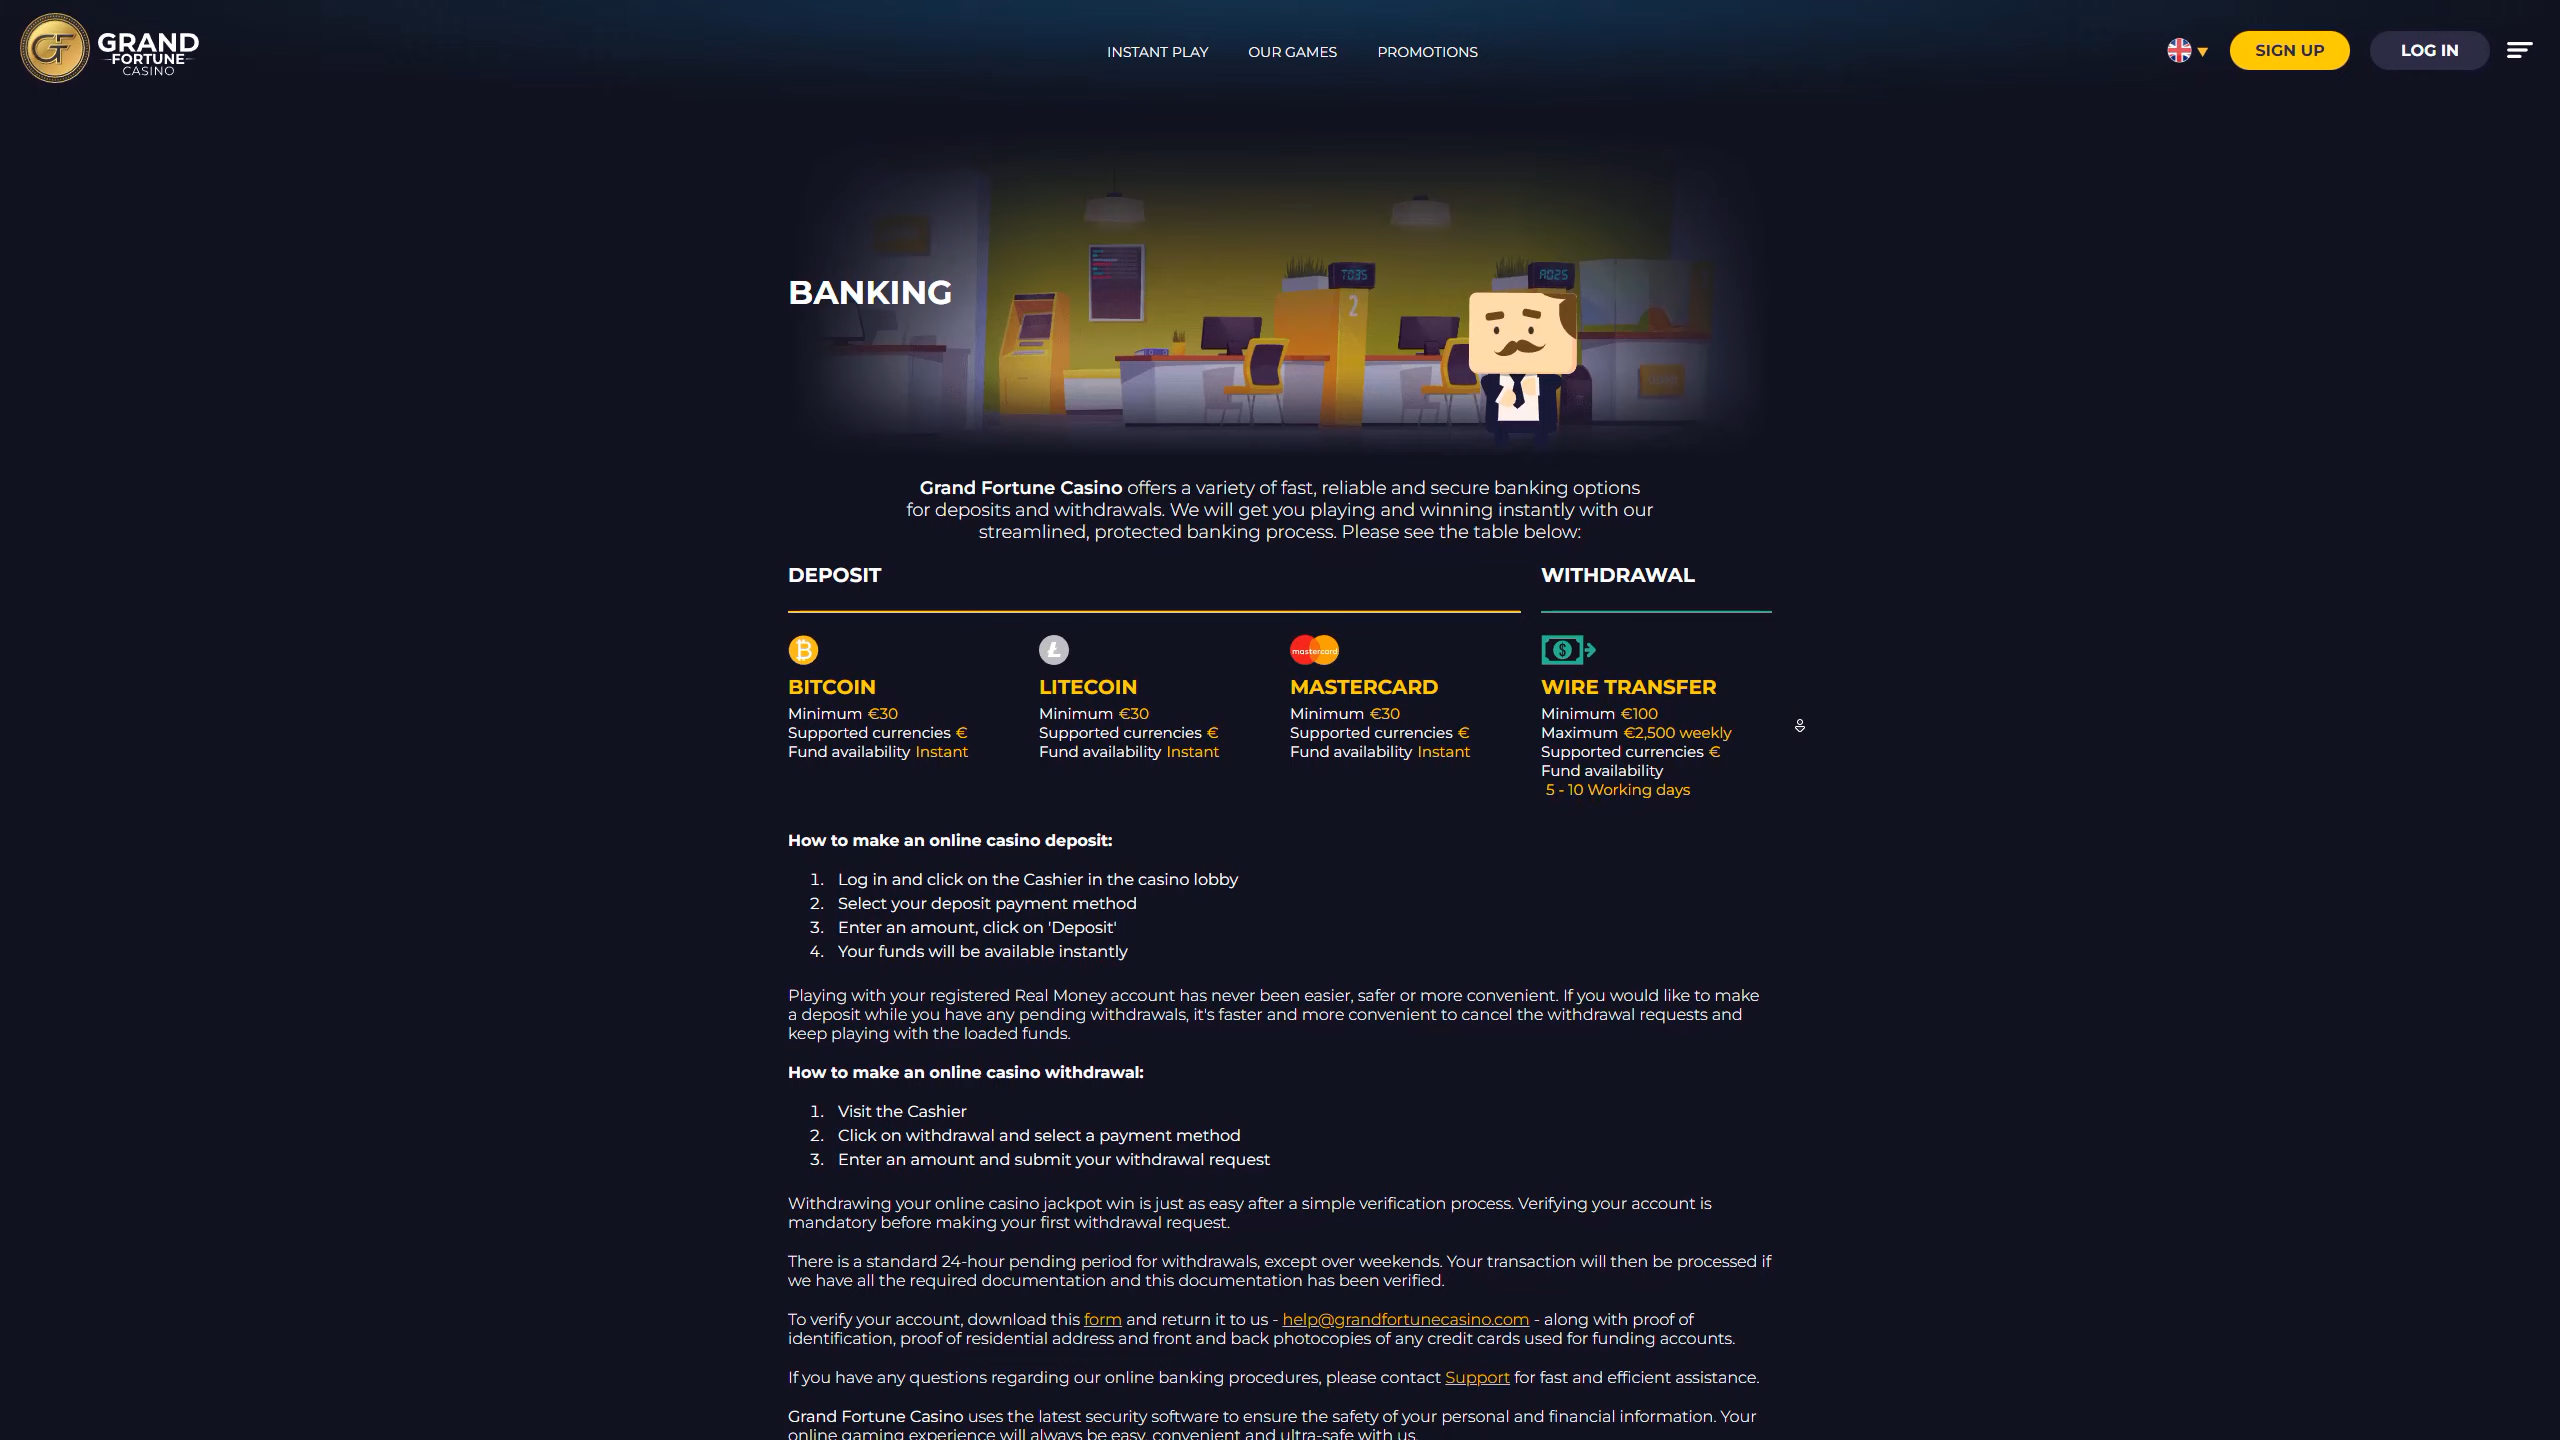 GRAND
FORTUNE
CASINO
INSTANT PLAY
OUR GAMES
PROMOTIONS
SIGN UP
LOG IN
BANKING
T035
A025
2
Grand Fortune Casino offers a variety of fast, reliable and secure banking options
for deposits and withdrawals. We will get you playing and winning instantly with our
streamlined, protected banking process. Please see the table below:
DEPOSIT
WITHDRAWAL
mastercard
BITCOIN
Minimum €30
Supported currencies €
Fund availability Instant
LITECOIN
Minimum €30
Supported currencies €
Fund availability Instant
MASTERCARD
Minimum €30
Supported currencies €
Fund availability Instant
WIRE TRANSFER
Minimum €100
Maximum €2,500 weekly
Supported currencies €
Fund availability
5 - 10 Working days
How to make an online casino deposit:
1. Log in and click on the Cashier in the casino lobby
2. Select your deposit payment method
3. Enter an amount, click on 'Deposit'
4. Your funds will be available instantly
Playing with your registered Real Money account has never been easier, safer or more convenient. If you would like to make
a deposit while you have any pending withdrawals, it's faster and more convenient to cancel the withdrawal requests and
keep playing with the loaded funds.
How to make an online casino withdrawal:
1. Visit the Cashier
2. Click on withdrawal and select a payment method
3. Enter an amount and submit your withdrawal request
Withdrawing your online casino jackpot win is just as easy after a simple verification process. Verifying your account is
mandatory before making your first withdrawal request.
There is a standard 24-hour pending period for withdrawals, except over weekends. Your transaction will then be processed if
we have all the required documentation and this documentation has been verified.
To verify your account, download this form and return it to us - help@grandfortunecasino.com - along with proof of
identification, proof of residential address and front and back photocopies of any credit cards used for funding accounts.
If you have any questions regarding our online banking procedures, please contact Support for fast and efficient assistance.
Grand Fortune Casino uses the latest security software to ensure the safety of your personal and financial information. Your
online gaming experience will always be easy, convenient and ultra-safe with us.